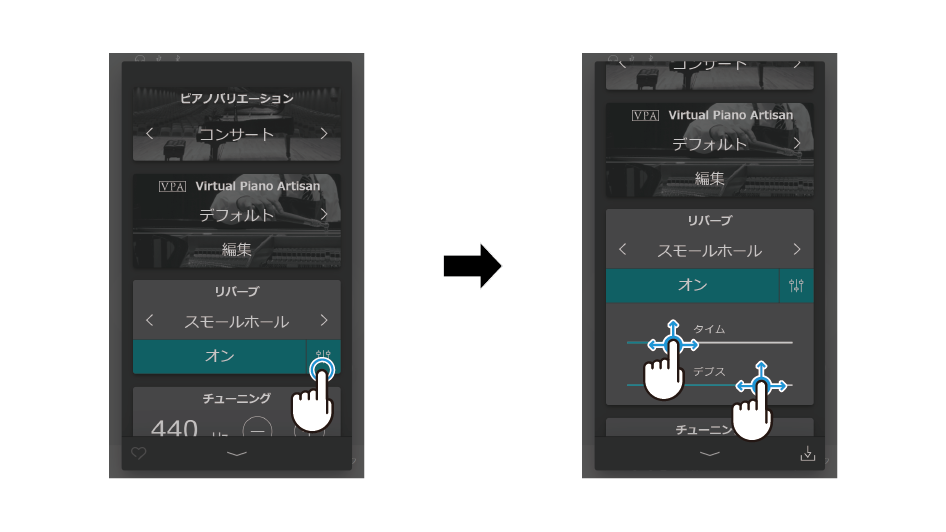 ピアノバリエーション
コンサート
VPA Virtual Piano Artisan
デフォルト
編集
リバーブ
スモールホール
オン
チューニング
440 Hz
コンサート
VPA Virtual Piano Artisan
デフォルト
編集
リバーブ
スモールホール
オン
タイム
デプス
チューニン